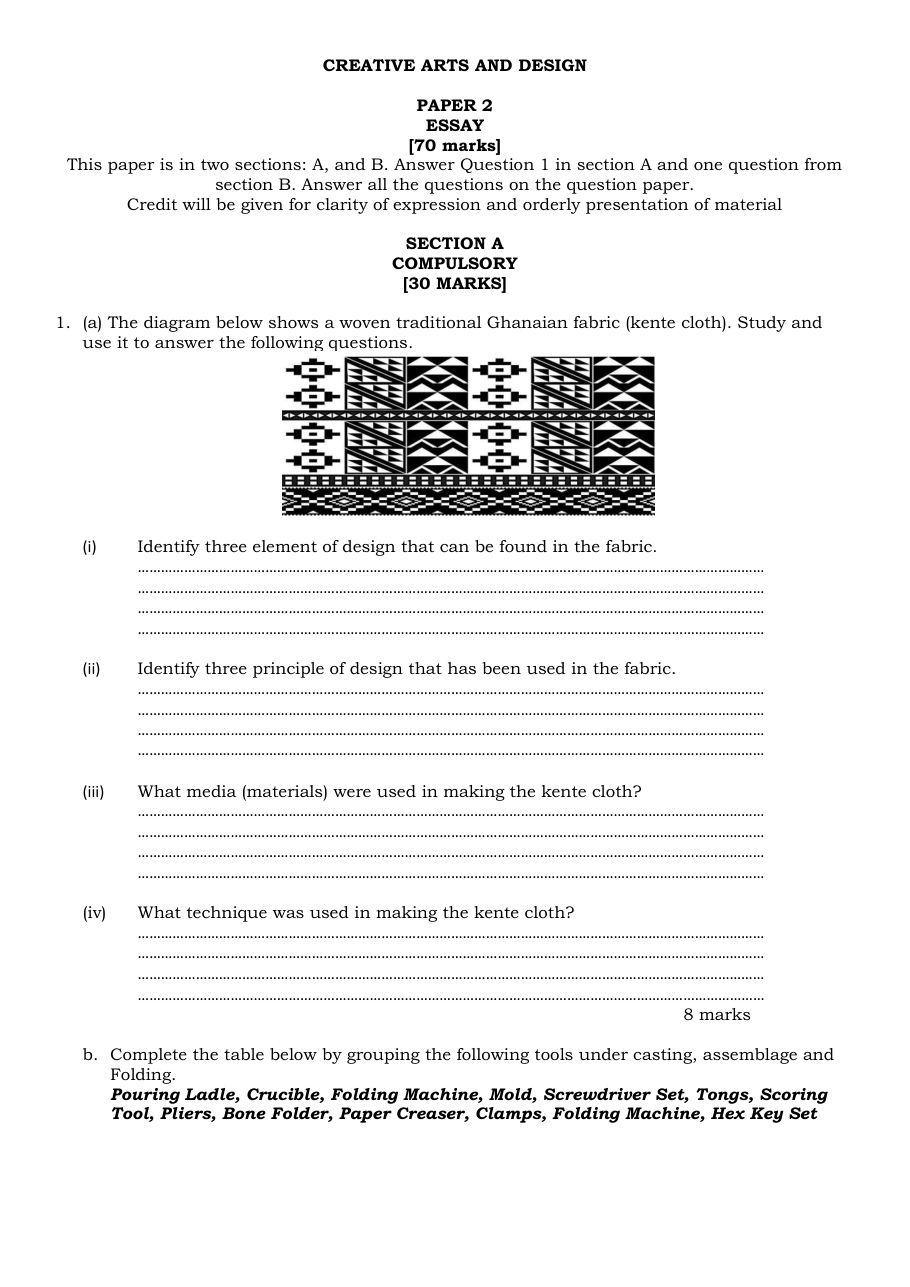 CREATIVE ARTS AND DESIGN
PAPER 2
ESSAY
[70 marks]
This paper is in two sections: A, and B. Answer Question 1 in section A and one question from
section B. Answer all the questions on the question paper.
Credit will be given for clarity of expression and orderly presentation of material
SECTION A
COMPULSORY
[30 MARKS]
1. (a) The diagram below shows a woven traditional Ghanaian fabric (kente cloth). Study and
use it to answer the following questions.
(i) Identify three element of design that can be found in the fabric.
(ii) Identify three principle of design that has been used in the fabric.
(iii) What media (materials) were used in making the kente cloth?
(iv) What technique was used in making the kente cloth?
8 marks
b. Complete the table below by grouping the following tools under casting, assemblage and
Folding.
Pouring Ladle, Crucible, Folding Machine, Mold, Screwdriver Set, Tongs, Scoring
Tool, Pliers, Bone Folder, Paper Creaser, Clamps, Folding Machine, Hex Key Set